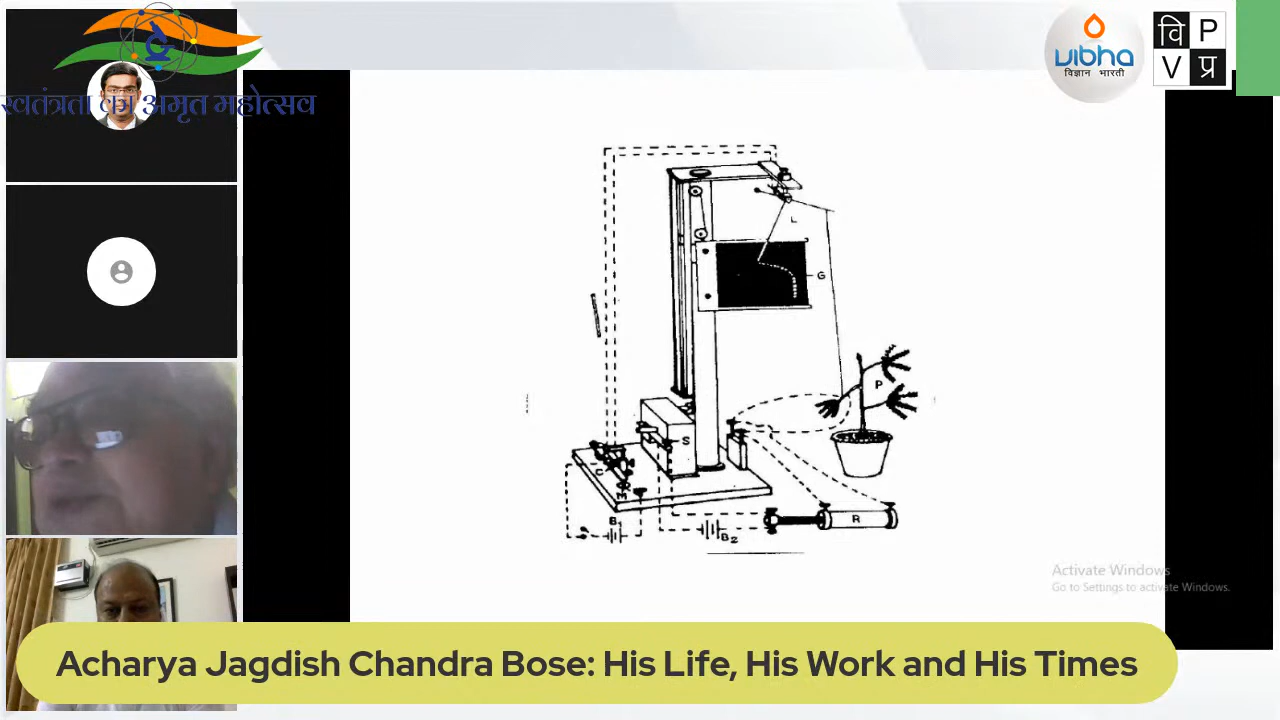 स्वतंत्रता का अमृत महोत्सव
vibha
विज्ञान भारती
वि P
V प्र
L
G
P
S
C
M
B
B2
R
Activate Windows
Go to Settings to activate Windows.
Acharya Jagdish Chandra Bose: His Life, His Work and His Times